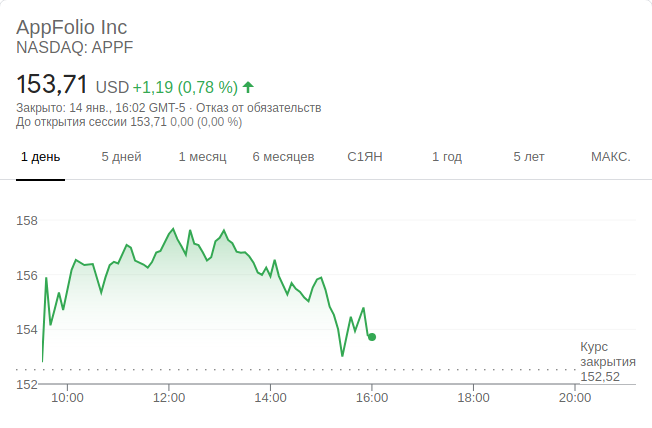 AppFolio Inc
NASDAQ: APPF
153,71 USD +1,19 (0,78 %)
Закрыто: 14 янв., 16:02 GMT-5 · Отказ от обязательств
До открытия сессии 153,71 0,00 (0,00 %)
1 день 5 дней 1 месяц 6 месяцев С1ЯН 1 год 5 лет МАКС.
158
156
154
Курс
закрытия
152,52
152
10:00 12:00 14:00 16:00 18:00 20:00